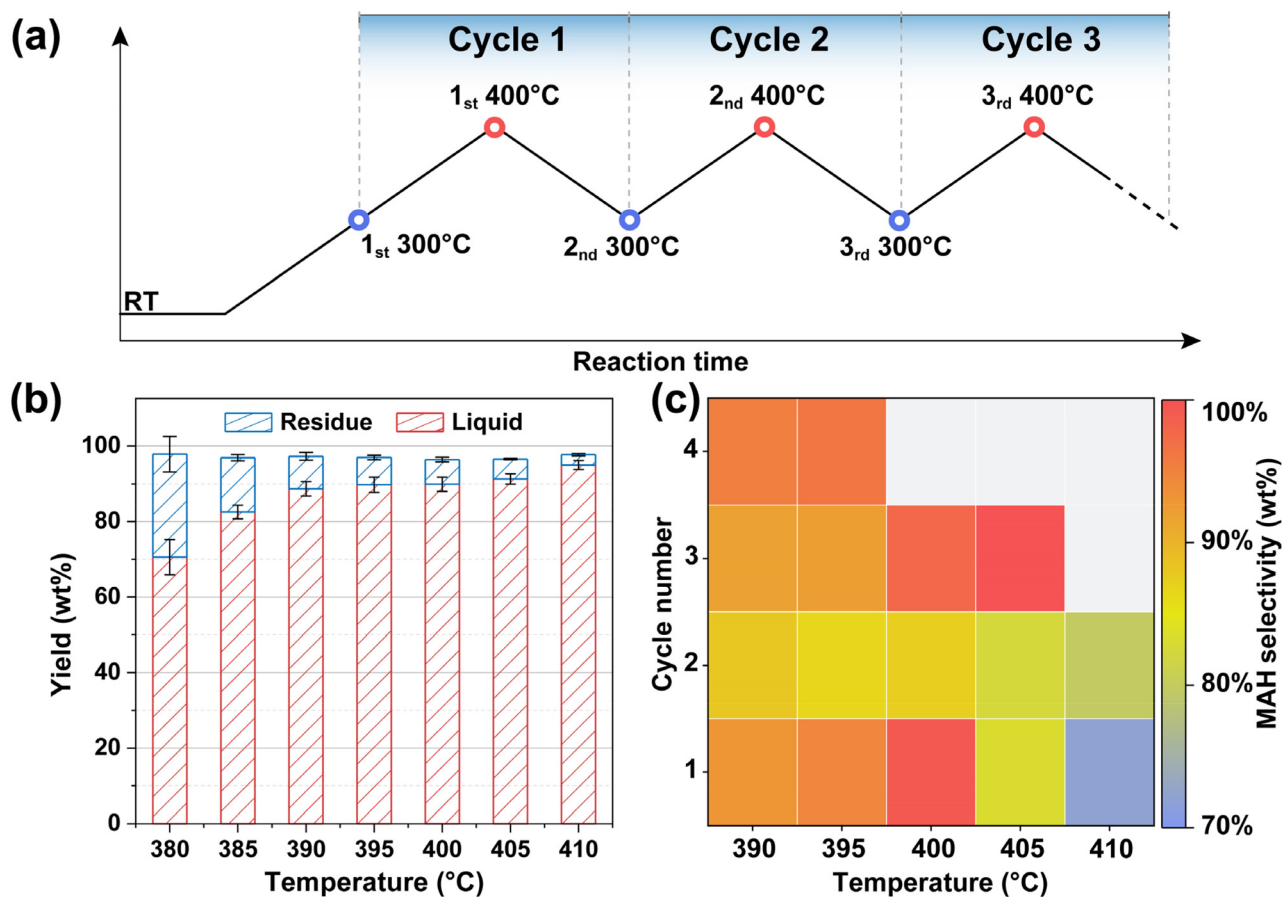 (a)
Cycle 1 Cycle 2 Cycle 3
1st 400°C 2nd 400°C 3rd 400°C
1st 300°C 2nd 300°C 3rd 300°C
RT
Reaction time
(b)
Residue Liquid
100
80
60
40
20
0
Yield (wt%)
380 385 390 395 400 405 410
Temperature (°C)
(c)
4
3
2
1
Cycle number
390 395 400 405 410
Temperature (°C)
100%
90%
80%
70%
MAH selectivity (wt%)